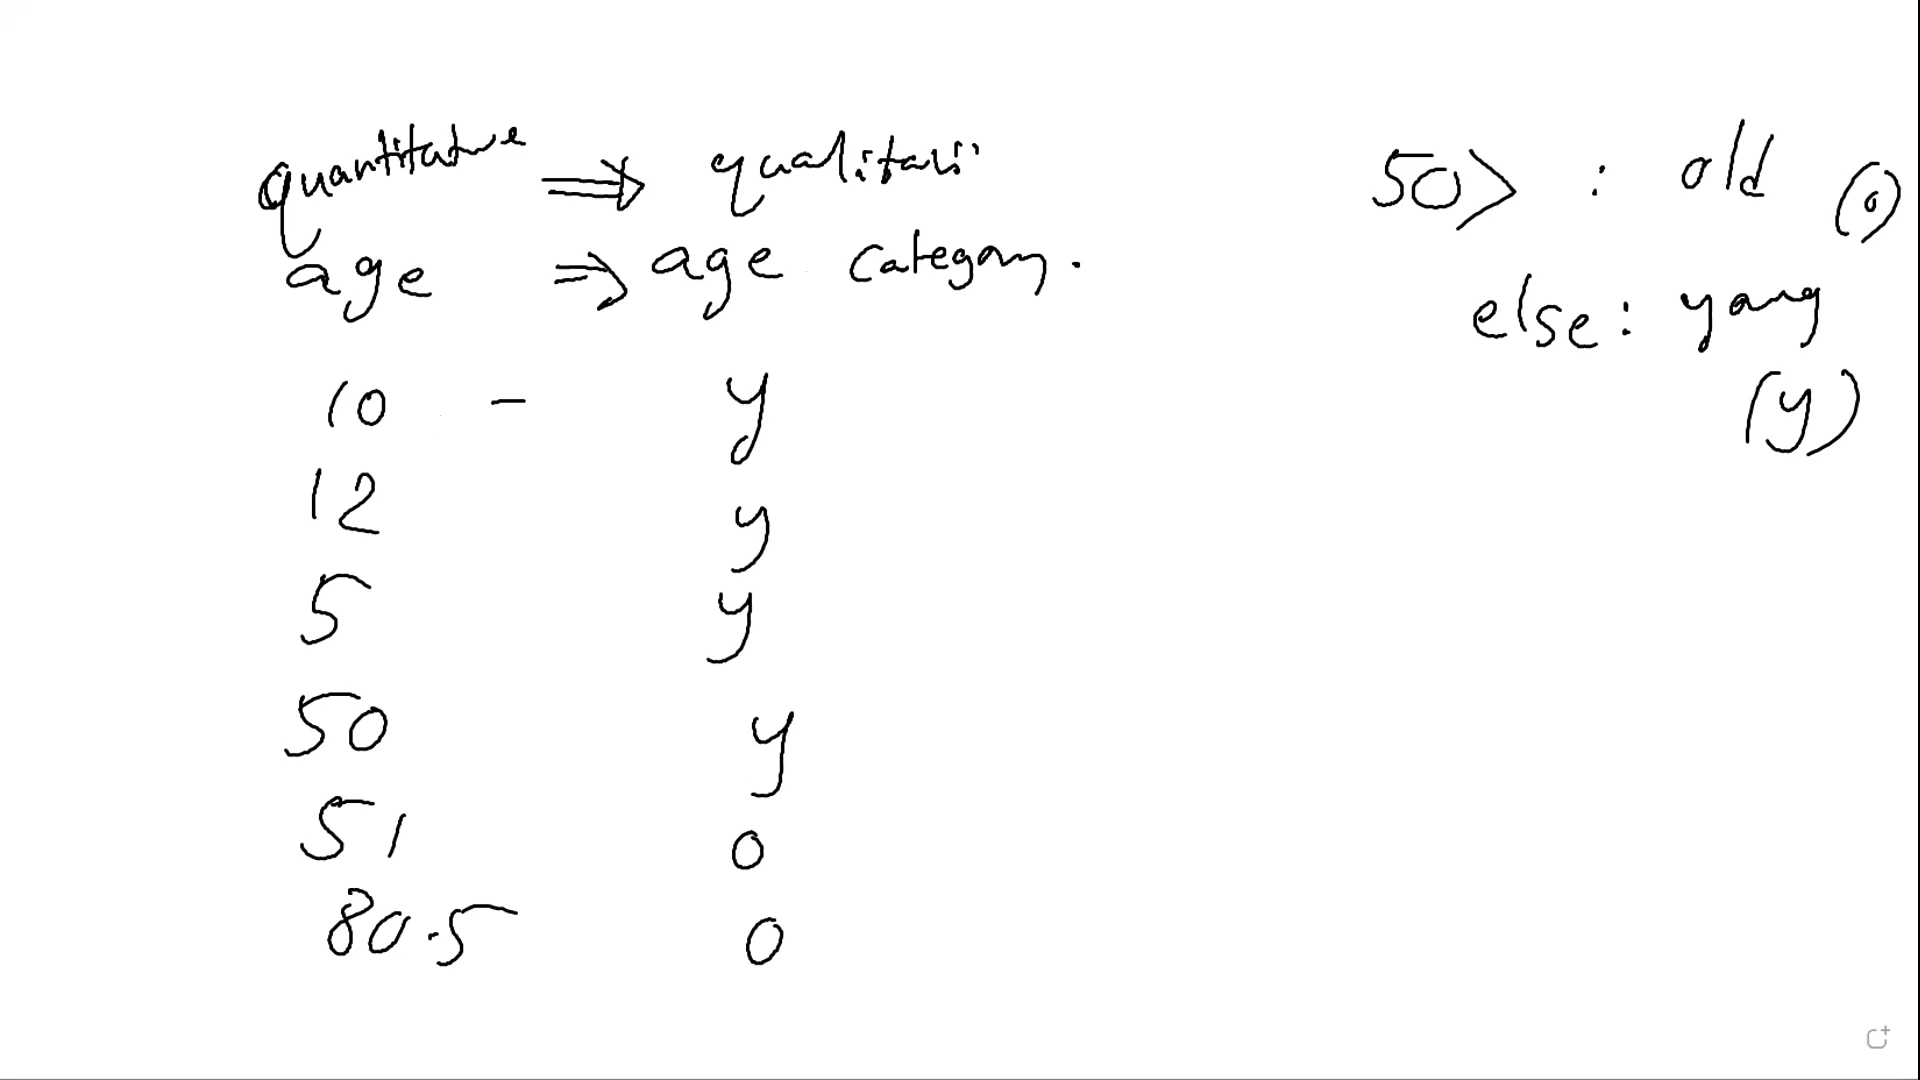 quantitative ⇒ qualitati
age ⇒ age category.
10 - y
12 y
5 y
50 y
51 o
80.5 o
50> : old (o)
else: yang
(y)